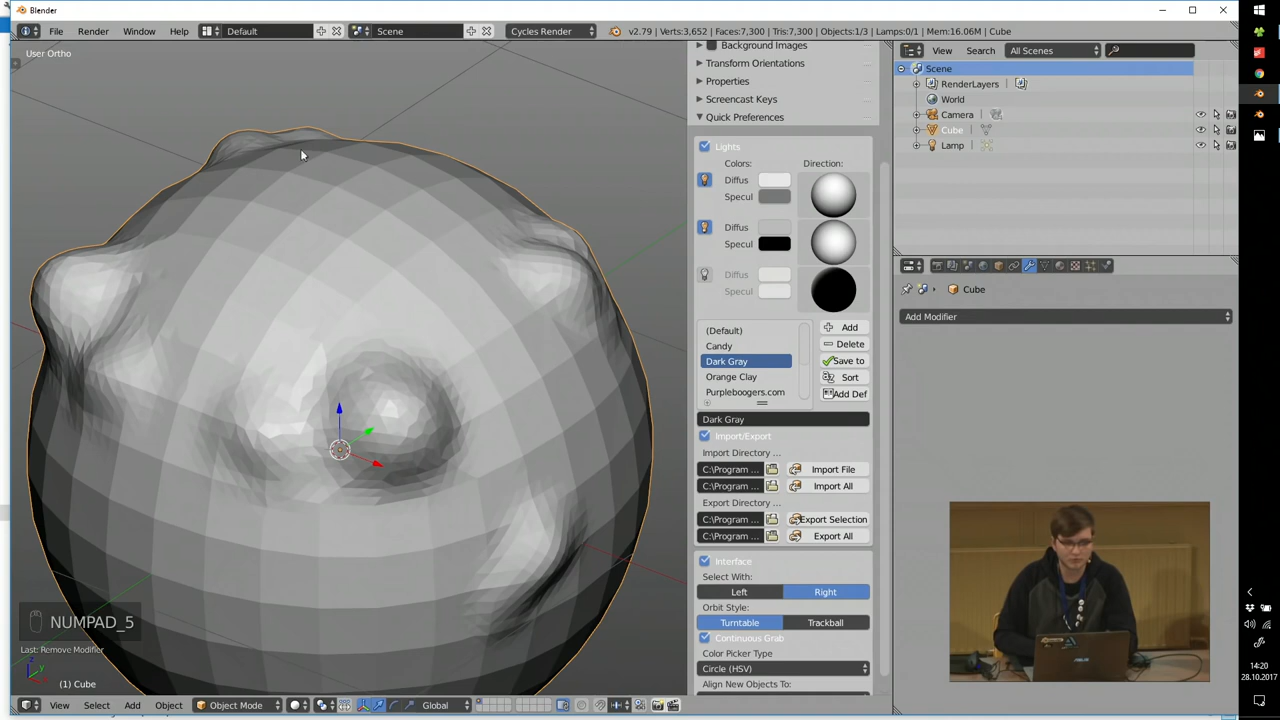 Blender
File Render Window Help Default Scene Cycles Render v2.79 | Verts:3,652 | Faces:7,300 | Tris:7,300 | Objects:1/3 | Lamps:0/1 | Mem:16.06M | Cube
User Ortho
Background Images
Transform Orientations
Properties
Screencast Keys
Quick Preferences
Lights
Colors: Direction:
Diffus
Specul
Diffus
Specul
Diffus
Specul
(Default)
Candy
Dark Gray
Orange Clay
Purpleboogers.com
Add
Delete
Save to
Sort
Add Def
Dark Gray
Import/Export
Import Directory ...
C:\Program ... Import File
C:\Program ... Import All
Export Directory ...
C:\Program ... Export Selection
C:\Program ... Export All
Interface
Select With:
Left Right
Orbit Style:
Turntable Trackball
Continuous Grab
Color Picker Type
Circle (HSV)
Align New Objects To:
View Search All Scenes
Scene
RenderLayers
World
Camera
Cube
Lamp
Cube
Add Modifier
NUMPAD_5
Last: Remove Modifier
z
y
(1) Cube
View Select Add Object Object Mode Global
14:20
28.10.2017